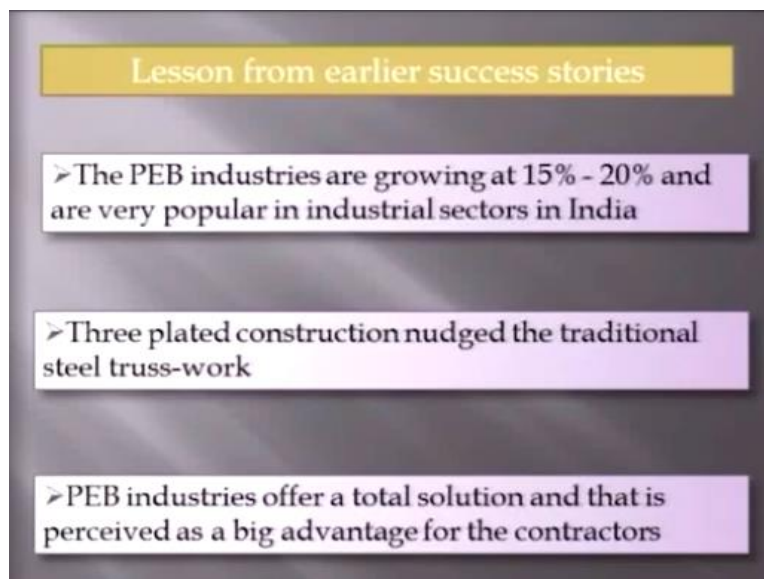 Lesson from earlier success stories
➢The PEB industries are growing at 15% - 20% and
are very popular in industrial sectors in India
➢Three plated construction nudged the traditional
steel truss-work
➢PEB industries offer a total solution and that is
perceived as a big advantage for the contractors